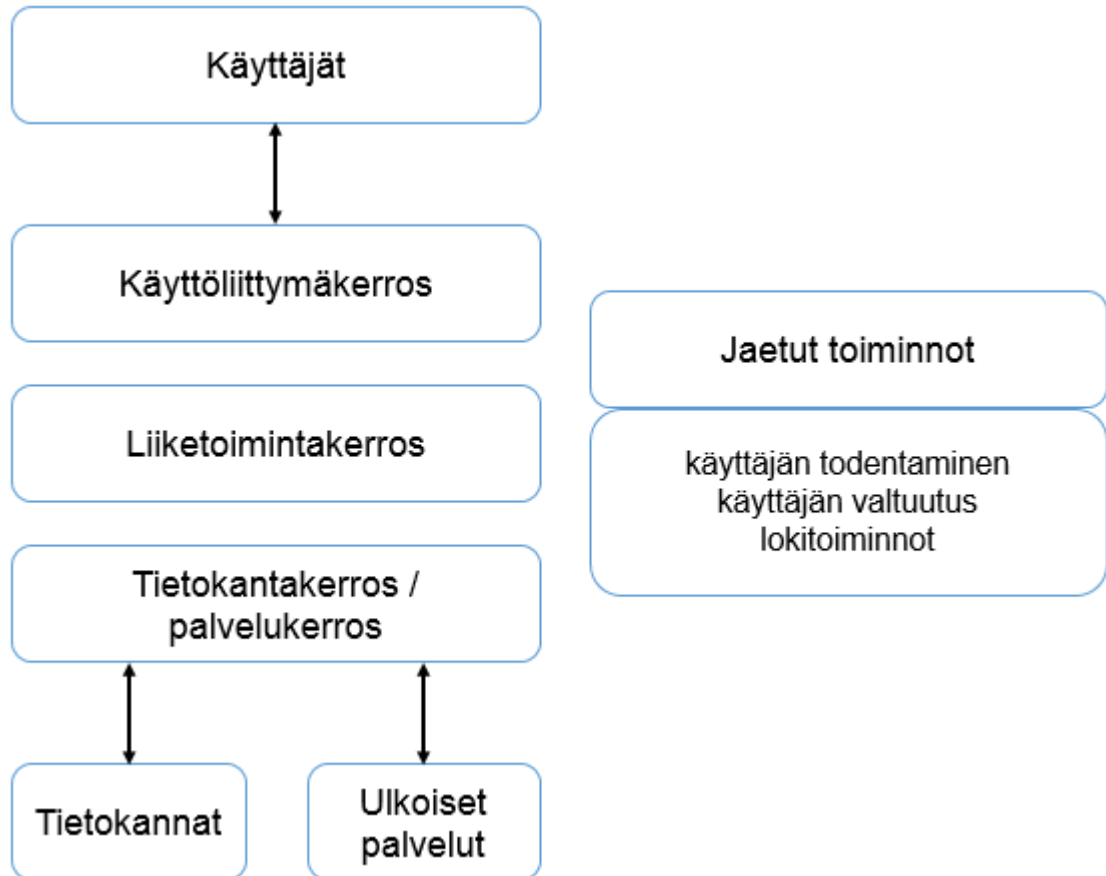 Käyttäjät
Käyttöliittymäkerros
Liiketoimintakerros
Tietokantakerros /
palvelukerros
Tietokannat
Ulkoiset
palvelut
Jaetut toiminnot
käyttäjän todentaminen
käyttäjän valtuutus
lokitoiminnot